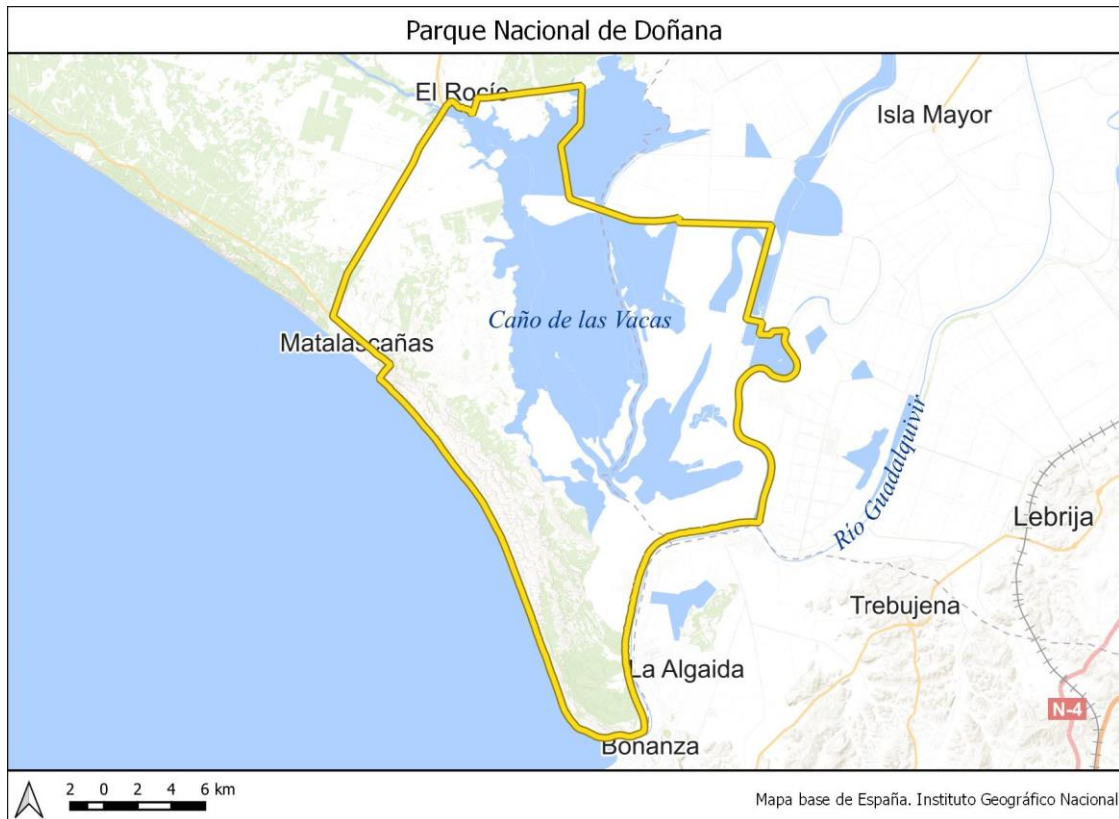 Parque Nacional de Doñana
El Rocío
Isla Mayor
Caño de las Vacas
Matalascañas
Río Guadalquivir
Lebrija
Trebujena
La Algaida
N-4
Bonanza
2 0 2 4 6 km
Mapa base de España. Instituto Geográfico Nacional